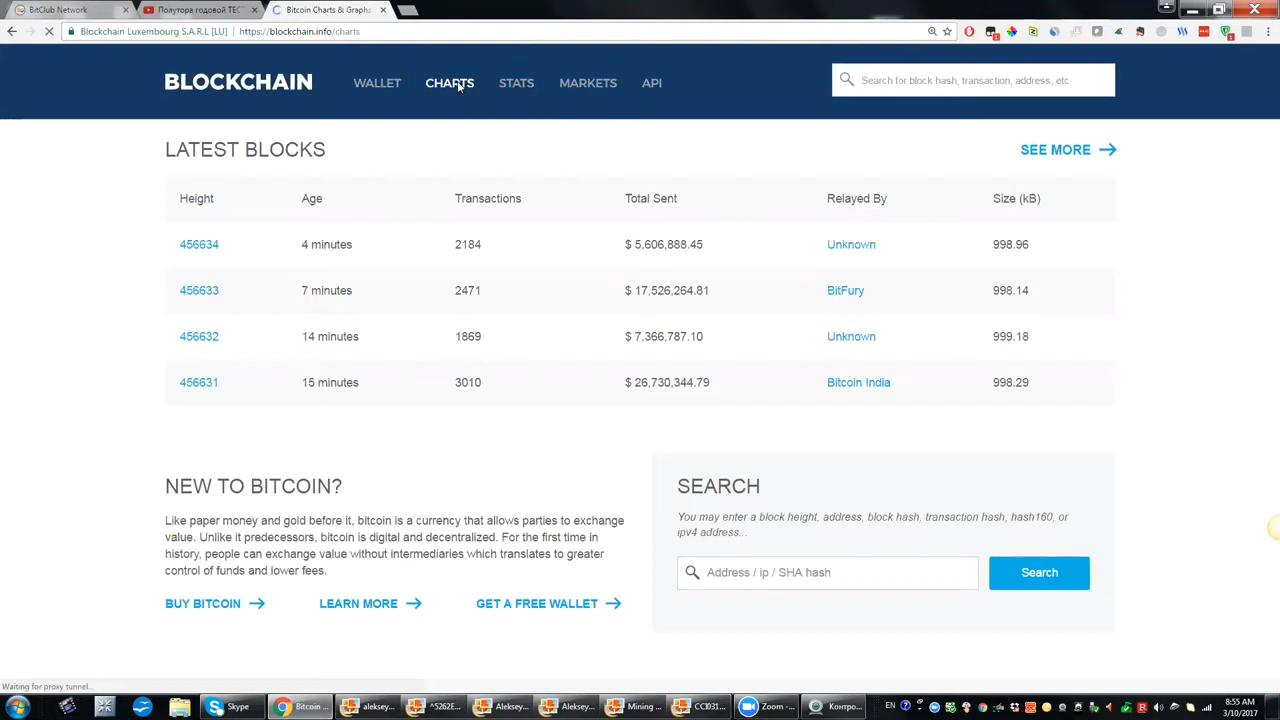 BitClub Network
Полутора годовой ТЕСТ
Bitcoin Charts & Graphs
Blockchain Luxembourg S.A.R.L [LU]
https://blockchain.info/charts
BLOCKCHAIN
WALLET
CHARTS
STATS
MARKETS
API
Search for block hash, transaction, address, etc
LATEST BLOCKS
SEE MORE
Height Age Transactions Total Sent Relayed By Size (kB)
456634 4 minutes 2184 $ 5,606,888.45 Unknown 998.96
456633 7 minutes 2471 $ 17,526,264.81 BitFury 998.14
456632 14 minutes 1869 $ 7,366,787.10 Unknown 999.18
456631 15 minutes 3010 $ 26,730,344.79 Bitcoin India 998.29
NEW TO BITCOIN?
Like paper money and gold before it, bitcoin is a currency that allows parties to exchange
value. Unlike it predecessors, bitcoin is digital and decentralized. For the first time in
history, people can exchange value without intermediaries which translates to greater
control of funds and lower fees.
BUY BITCOIN
LEARN MORE
GET A FREE WALLET
SEARCH
You may enter a block height, address, block hash, transaction hash, hash160, or
ipv4 address...
Address / ip / SHA hash
Search
Waiting for proxy tunnel...
Skype
Bitcoin ...
aleksey...
^5262E...
Aleksey...
Aleksey...
Mining ...
CCI031...
Zoom -...
Контро...
EN
8:55 AM
3/10/2017